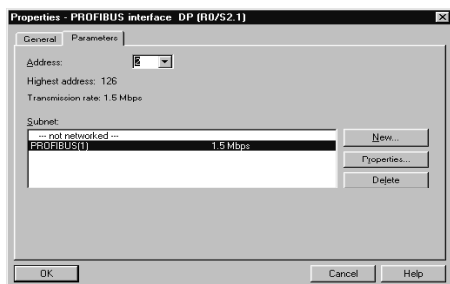 Properties - PROFIBUS interface DP (R0/S2.1)
General Parameters
Address: 2
Highest address: 126
Transmission rate: 1.5 Mbps
Subnet:
--- not networked ---
PROFIBUS(1) 1.5 Mbps
New...
Properties...
Delete
OK Cancel Help